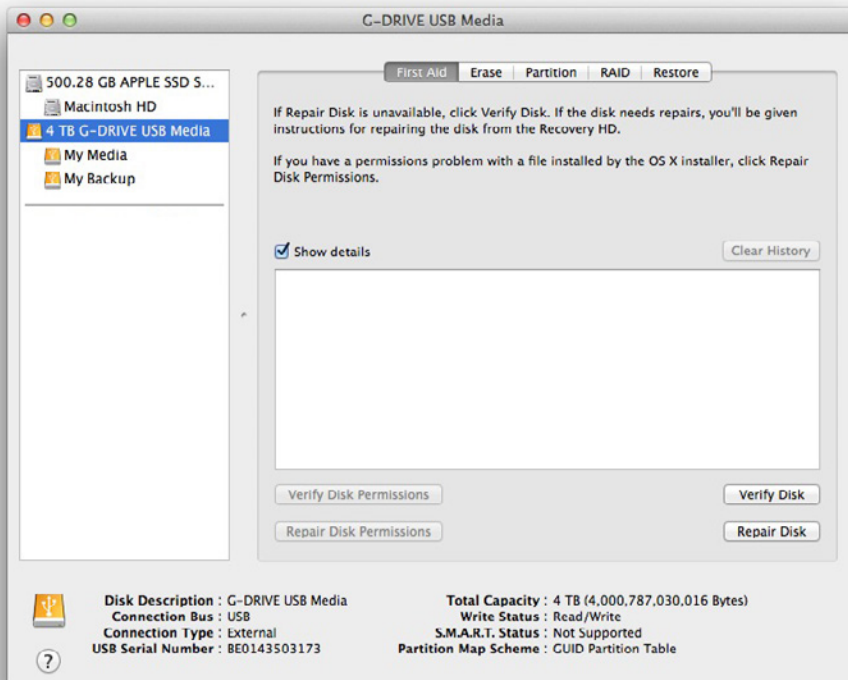 G-DRIVE USB Media
500.28 GB APPLE SSD S...
Macintosh HD
4 TB G-DRIVE USB Media
My Media
My Backup
First Aid Erase Partition RAID Restore
If Repair Disk is unavailable, click Verify Disk. If the disk needs repairs, you'll be given
instructions for repairing the disk from the Recovery HD.
If you have a permissions problem with a file installed by the OS X installer, click Repair
Disk Permissions.
Show details
Clear History
Verify Disk Permissions
Verify Disk
Repair Disk Permissions
Repair Disk
Disk Description : G-DRIVE USB Media
Connection Bus : USB
Connection Type : External
USB Serial Number : BE0143503173
Total Capacity : 4 TB (4,000,787,030,016 Bytes)
Write Status : Read/Write
S.M.A.R.T. Status : Not Supported
Partition Map Scheme : GUID Partition Table
?